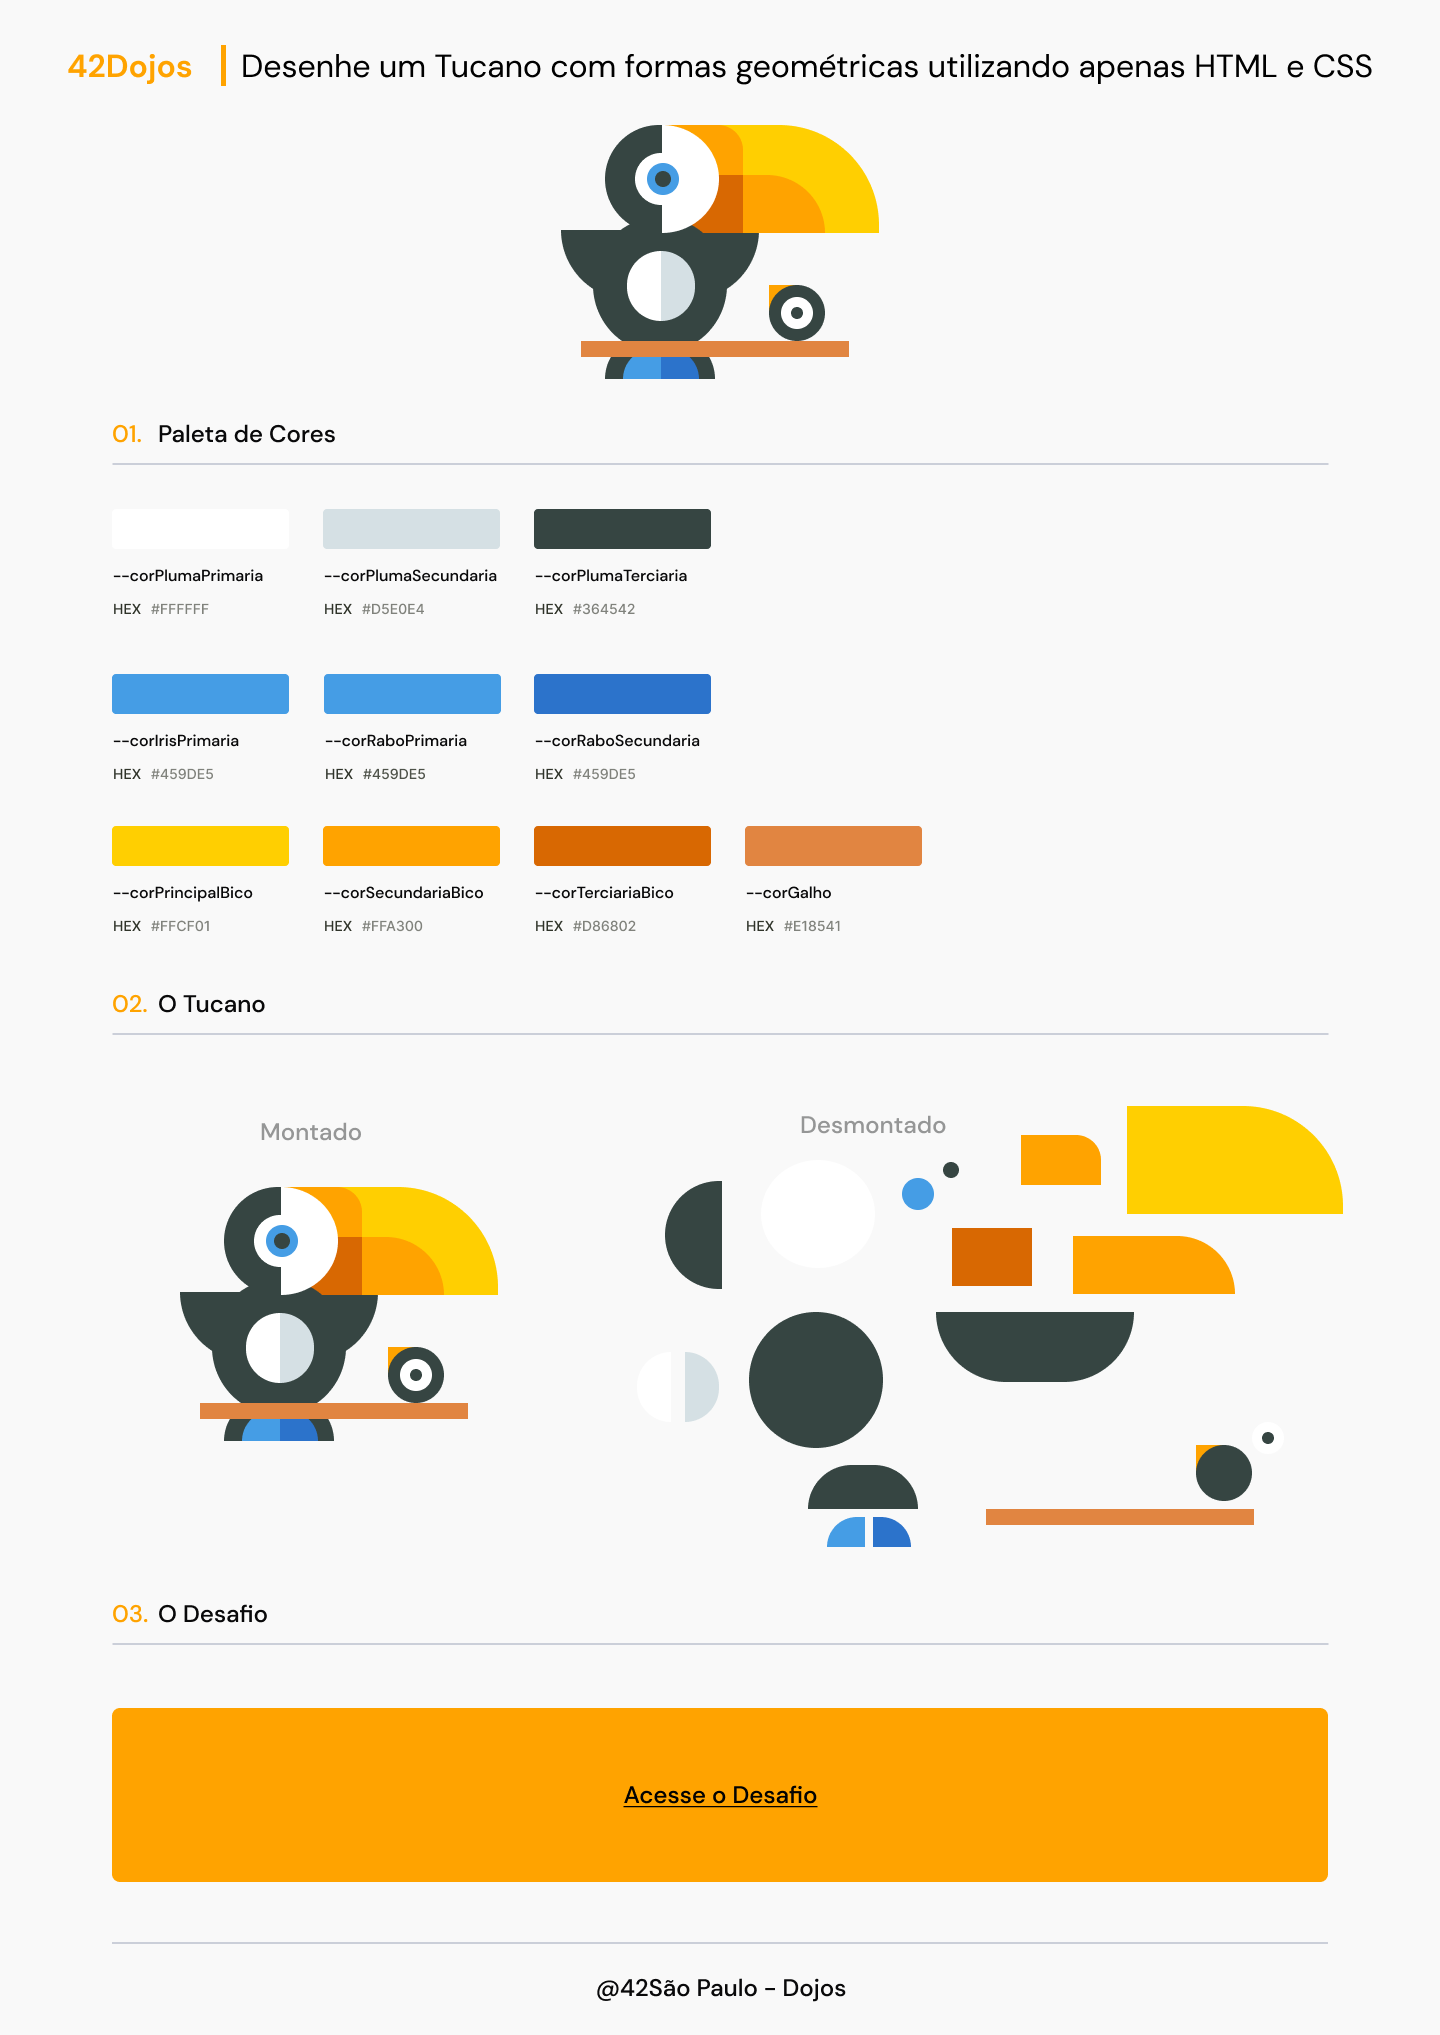 42Dojos Desenhe um Tucano com formas geométricas utilizando apenas HTML e CSS
01. Paleta de Cores
--corPlumaPrimaria --corPlumaSecundaria --corPlumaTerciaria
HEX #FFFFFF HEX #D5E0E4 HEX #364542
--corIrisPrimaria --corRaboPrimaria --corRaboSecundaria
HEX #459DE5 HEX #459DE5 HEX #459DE5
--corPrincipalBico --corSecundariaBico --corTerciariaBico --corGalho
HEX #FFCF01 HEX #FFA300 HEX #D86802 HEX #E18541
02. O Tucano
Montado Desmontado
03. O Desafio
Acesse o Desafio
@42São Paulo - Dojos